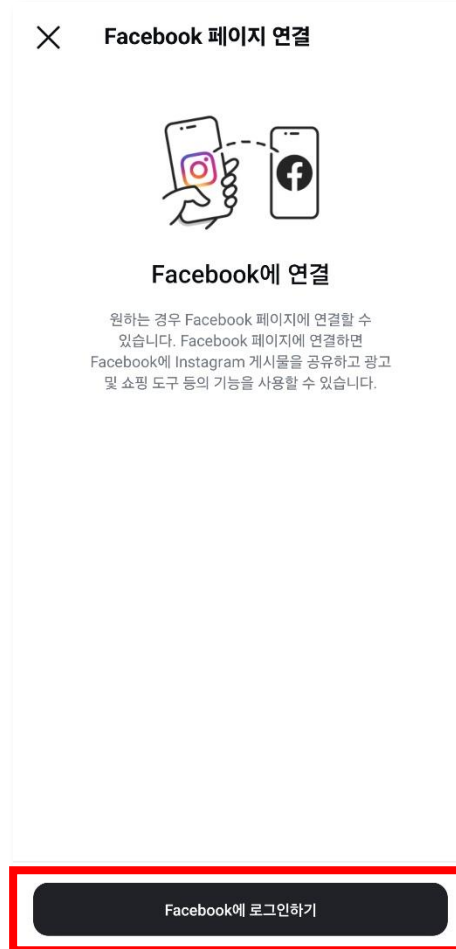 Facebook 페이지 연결
Facebook에 연결
원하는 경우 Facebook 페이지에 연결할 수
있습니다. Facebook 페이지에 연결하면
Facebook에 Instagram 게시물을 공유하고 광고
및 쇼핑 도구 등의 기능을 사용할 수 있습니다.
Facebook에 로그인하기